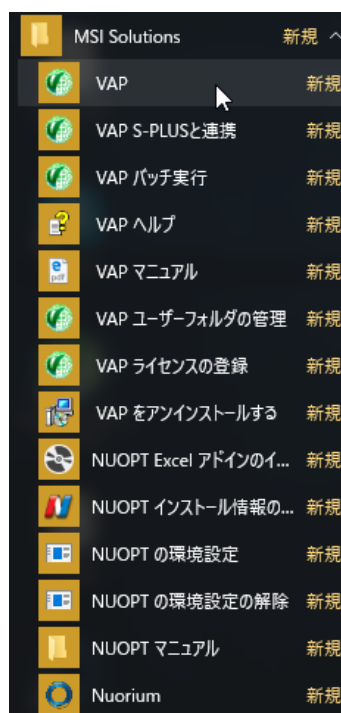 MSI Solutions 新規
VAP 新規
VAP S-PLUSと連携 新規
VAP バッチ実行 新規
VAP ヘルプ 新規
VAP マニュアル 新規
VAP ユーザーフォルダの管理 新規
VAP ライセンスの登録 新規
VAP をアンインストールする 新規
NUOPT Excel アドインのイ... 新規
NUOPT インストール情報の... 新規
NUOPT の環境設定 新規
NUOPT の環境設定の解除 新規
NUOPT マニュアル 新規
Nuorium 新規